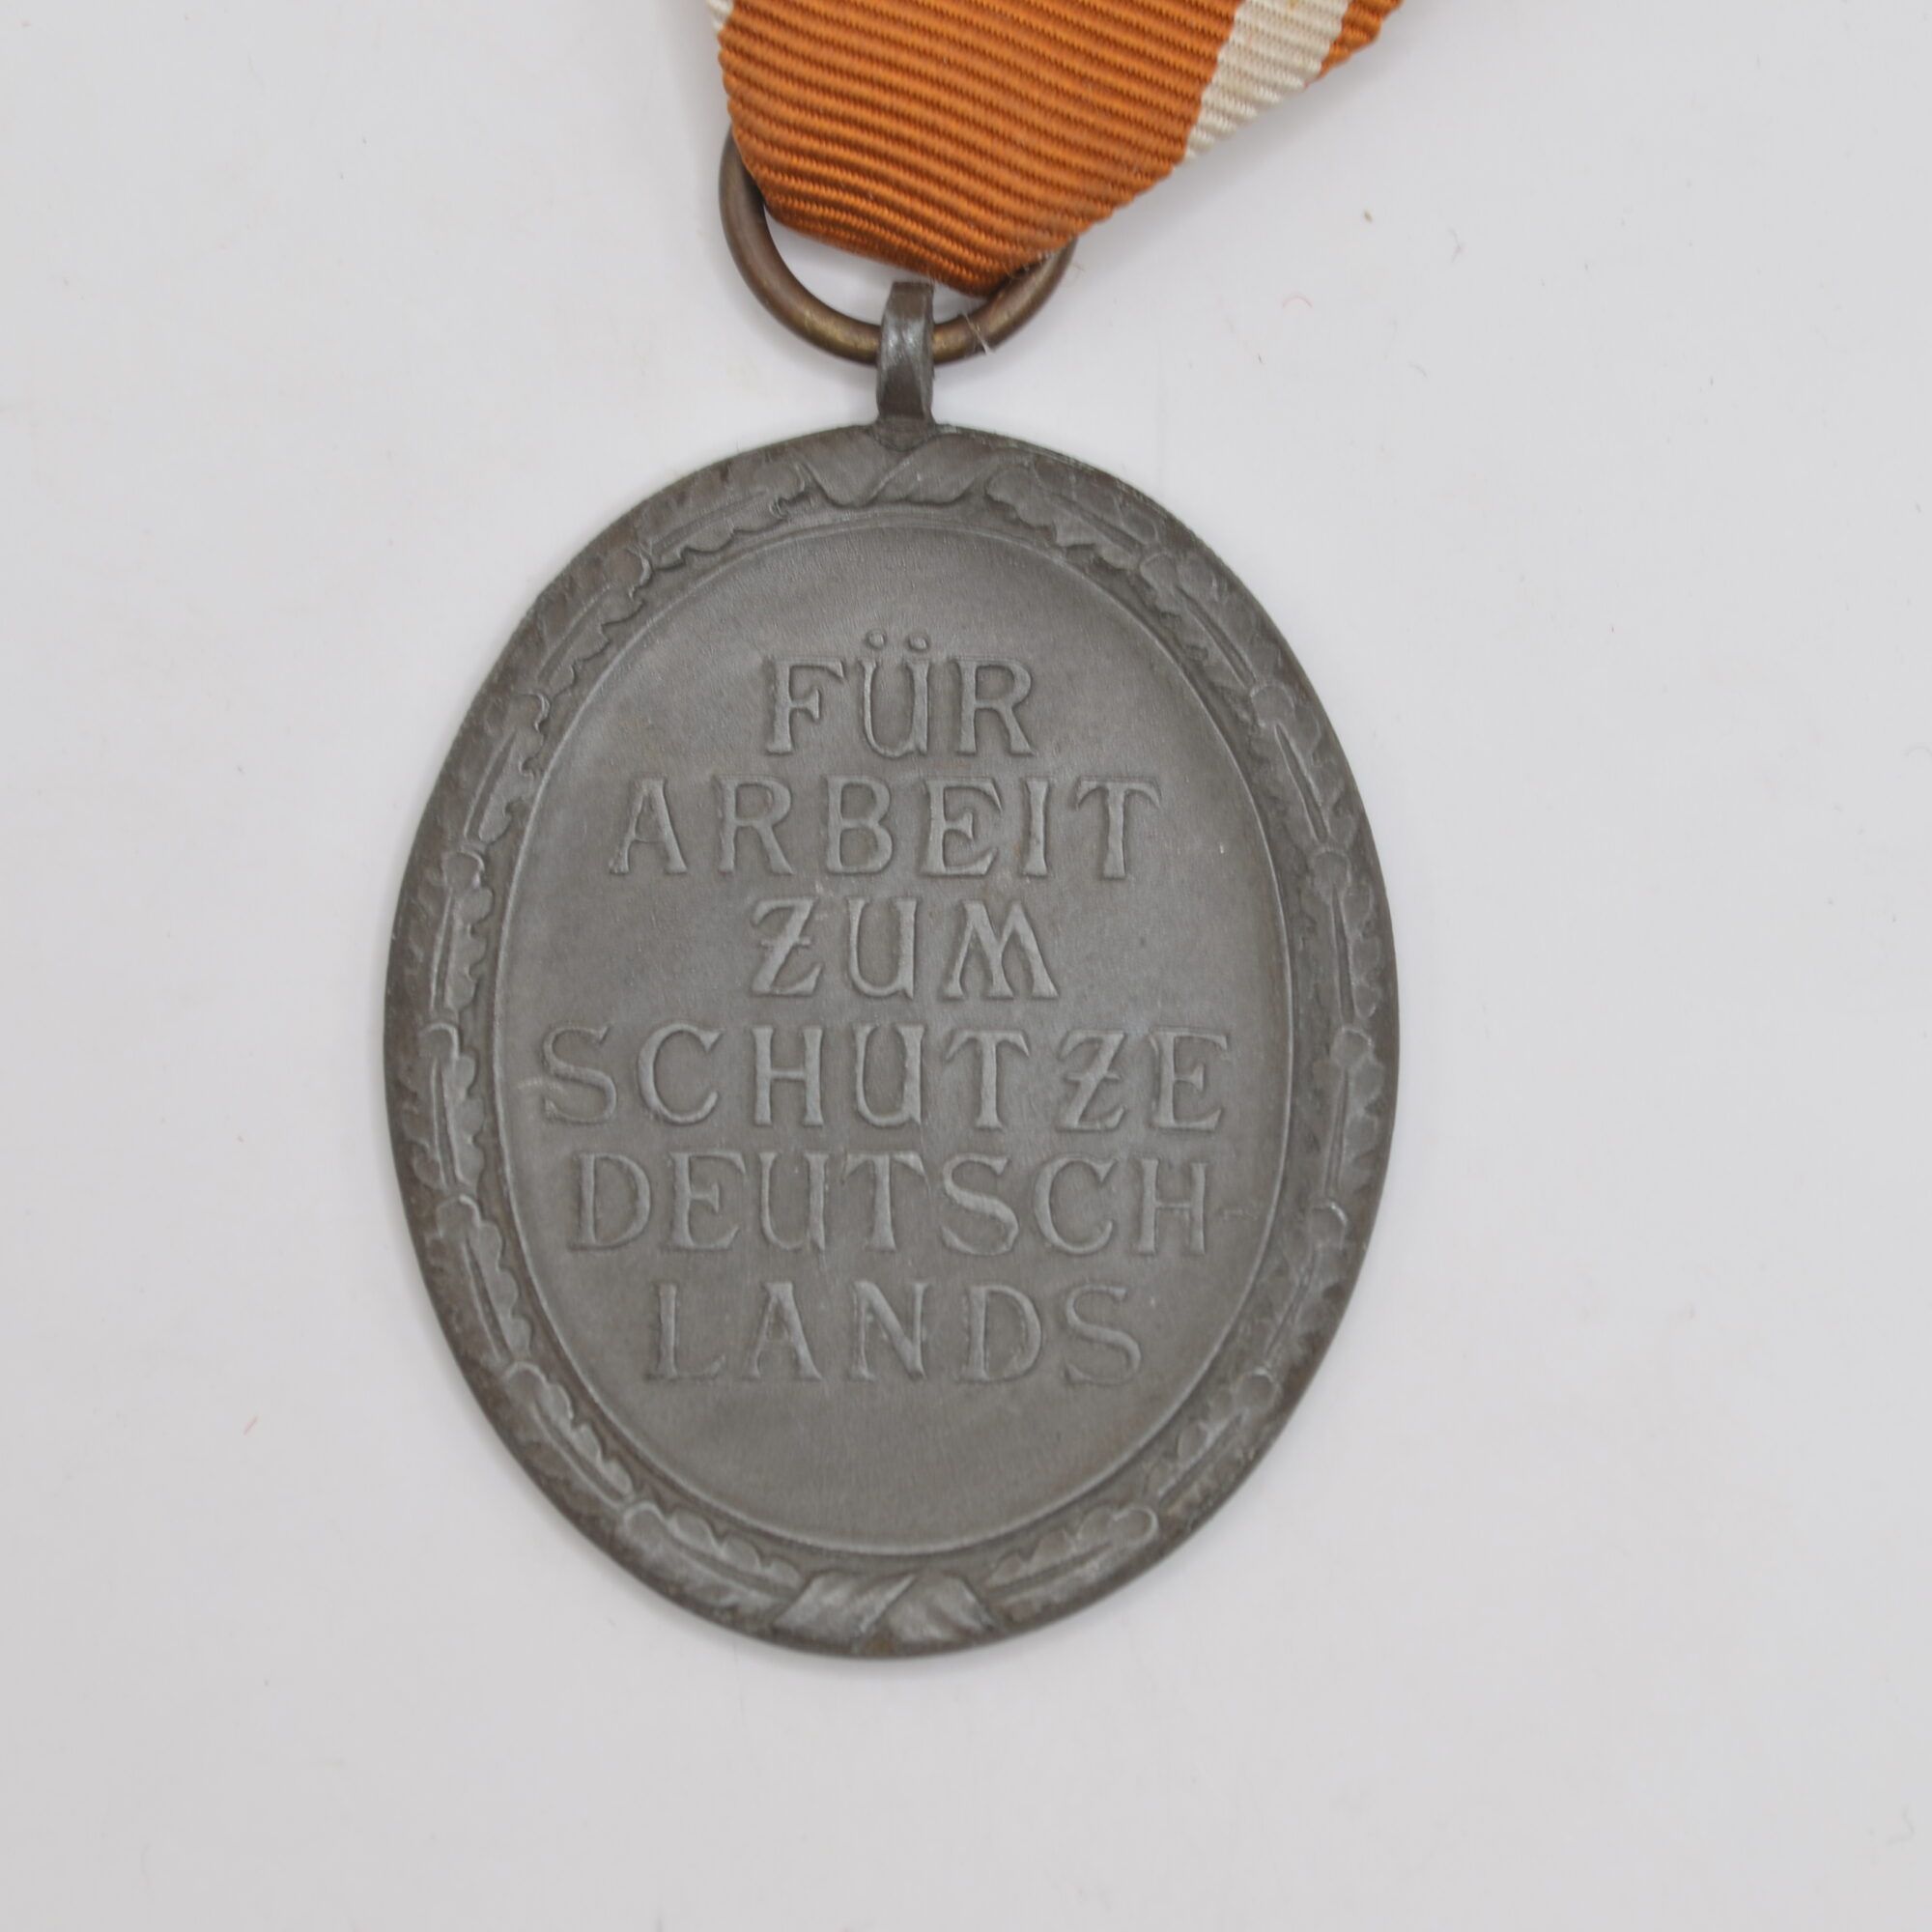 FÜR
ARBEIT
ZUM
SCHUTZE
DEUTSCH
LANDS